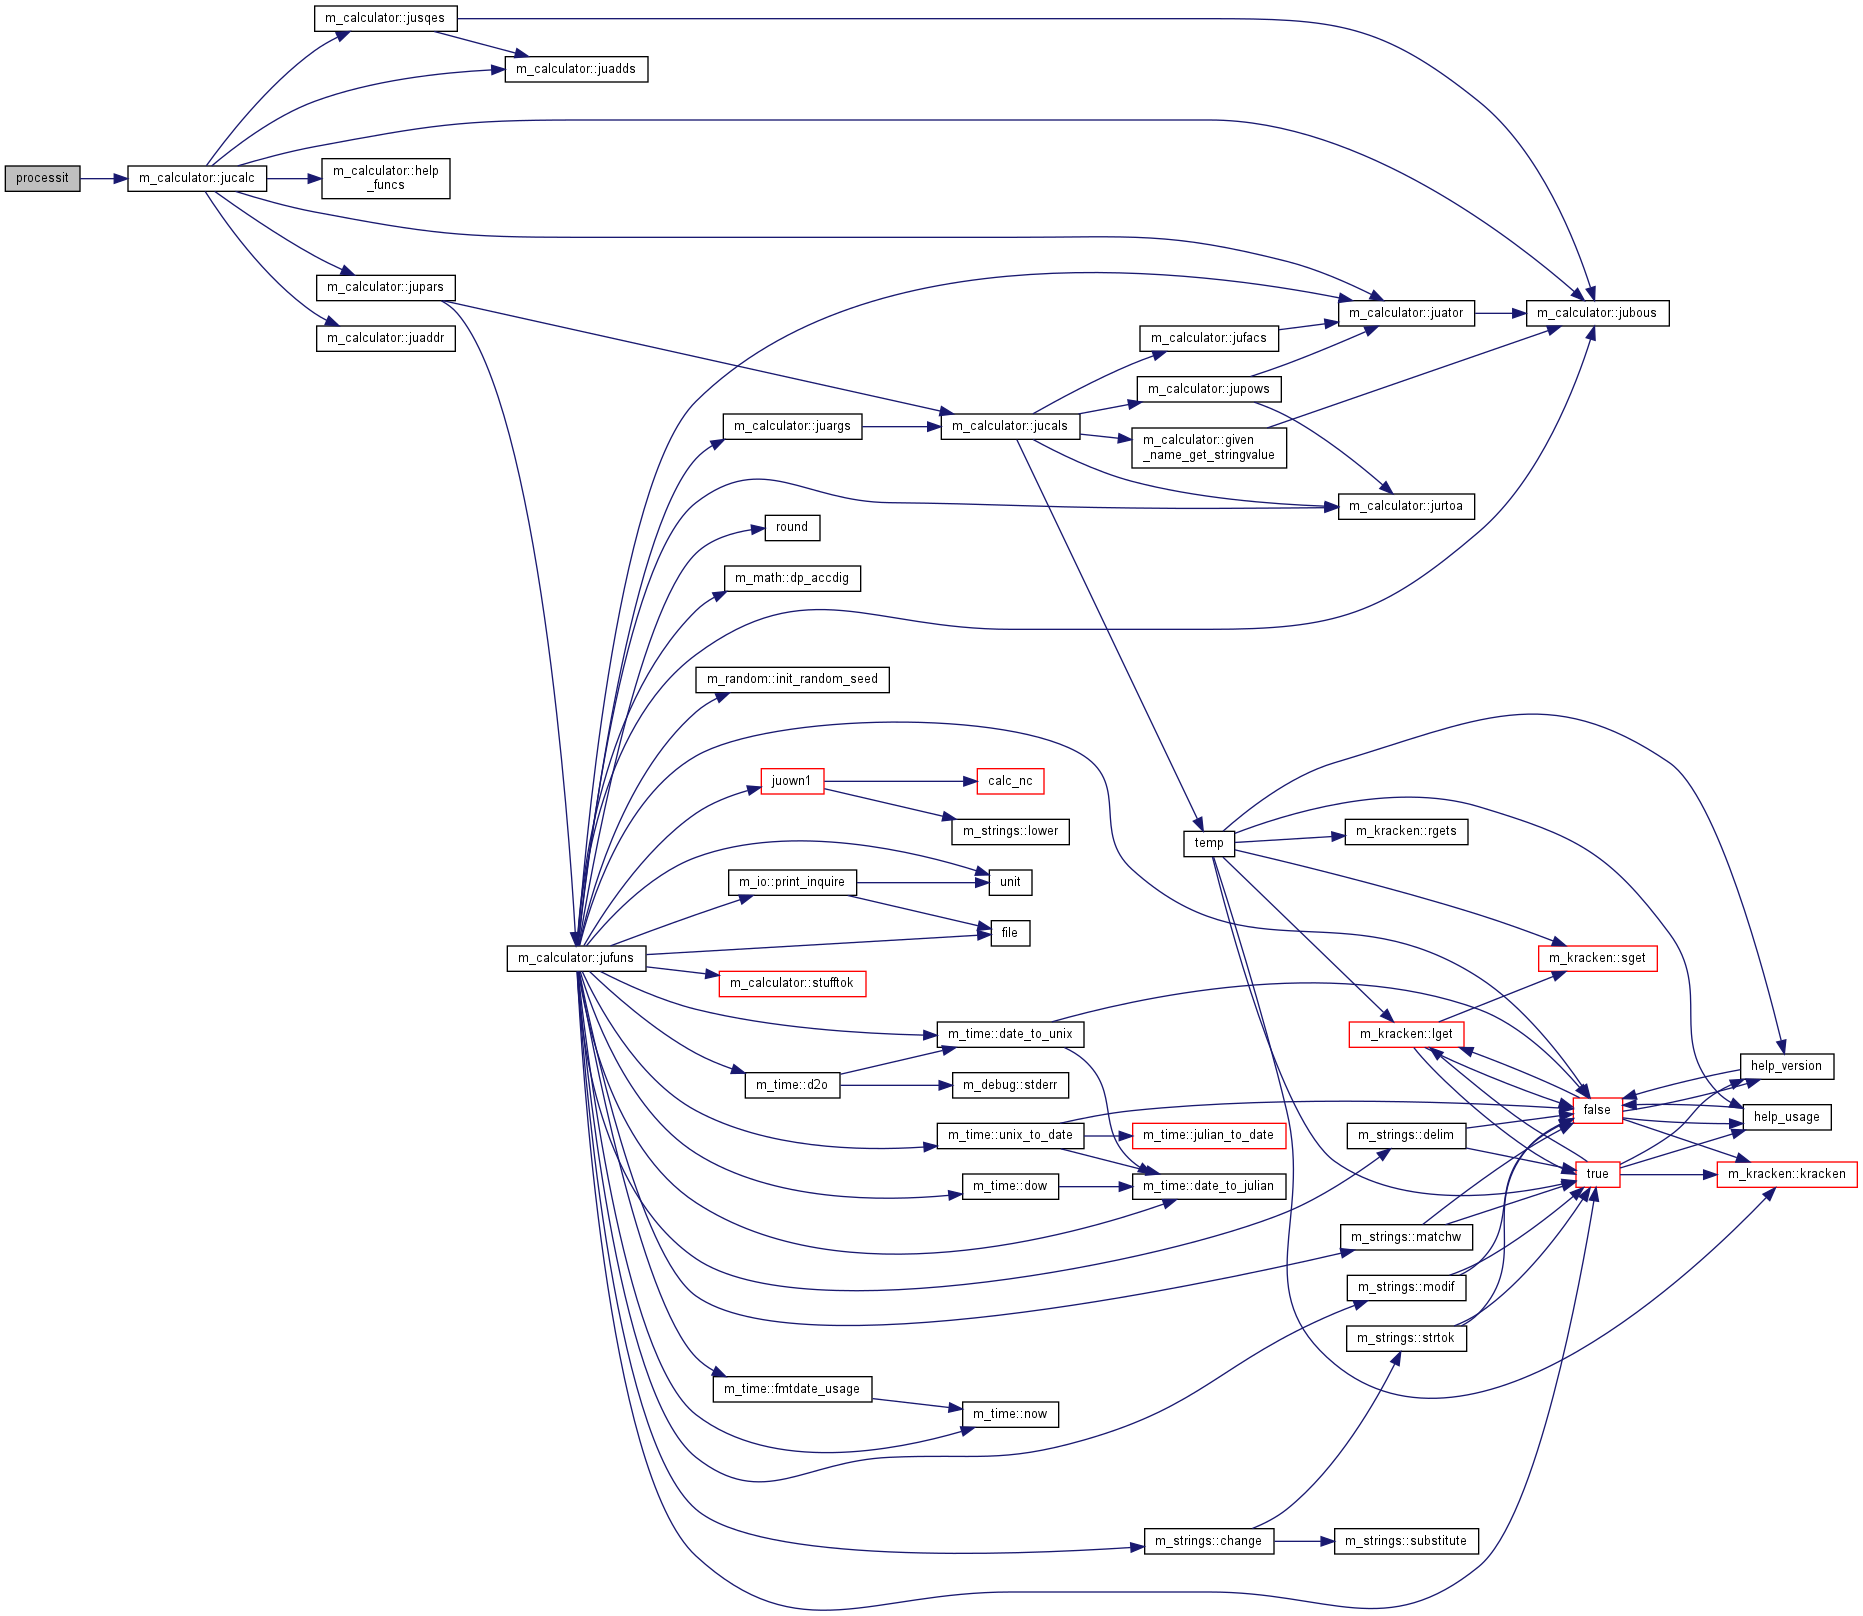 m_calculator::jusqes
m_calculator::juadds
processit
m_calculator::jucalc
m_calculator::help
_funcs
m_calculator::jupars
m_calculator::juaddr
m_calculator::juator
m_calculator::jubous
m_calculator::jufacs
m_calculator::jupows
m_calculator::juargs
m_calculator::jucals
m_calculator::given
_name_get_stringvalue
m_calculator::jurtoa
round
m_math::dp_accdig
m_random::init_random_seed
juown1
calc_nc
m_strings::lower
temp
m_kracken::rgets
m_io::print_inquire
unit
file
m_calculator::jufuns
m_calculator::stufftok
m_kracken::sget
m_time::date_to_unix
m_kracken::lget
m_time::d2o
m_debug::stderr
help_version
false
help_usage
m_time::unix_to_date
m_time::julian_to_date
m_strings::delim
m_time::dow
m_time::date_to_julian
true
m_kracken::kracken
m_strings::matchw
m_strings::modif
m_strings::strtok
m_time::fmtdate_usage
m_time::now
m_strings::change
m_strings::substitute